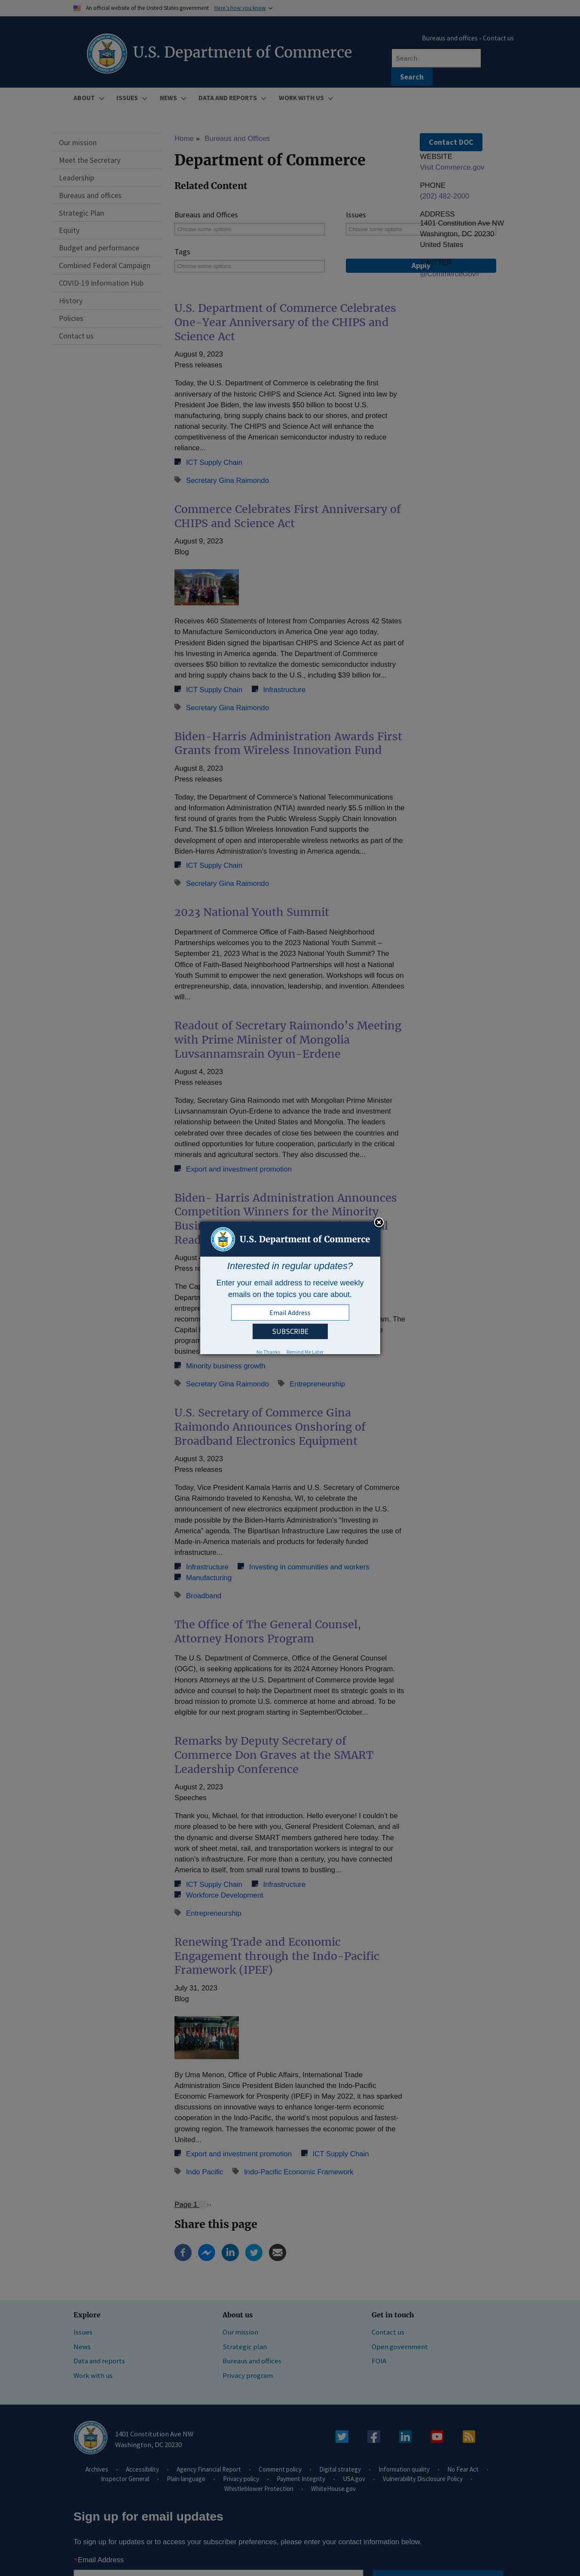 An official website of the United States government Here's how you know
Bureaus and offices • Contact us
U.S. Department of Commerce
Search
Search
ABOUT ISSUES NEWS DATA AND REPORTS WORK WITH US
Our mission
Meet the Secretary
Leadership
Bureaus and offices
Strategic Plan
Equity
Budget and performance
Combined Federal Campaign
COVID-19 Information Hub
History
Policies
Contact us
Home » Bureaus and Offices
Department of Commerce
Related Content
Contact DOC
WEBSITE
Visit Commerce.gov
PHONE
(202) 482-2000
ADDRESS
1401 Constitution Ave NW
Washington, DC 20230
United States
@CommerceGov
Bureaus and Offices
Choose some options
Issues
Choose some options
Tags
Choose some options
Apply
U.S. Department of Commerce Celebrates
One-Year Anniversary of the CHIPS and
Science Act
August 9, 2023
Press releases
Today, the U.S. Department of Commerce is celebrating the first
anniversary of the historic CHIPS and Science Act. Signed into law by
President Joe Biden, the law invests $50 billion to boost U.S.
manufacturing, bring supply chains back to our shores, and protect
national security. The CHIPS and Science Act will enhance the
competitiveness of American semiconductor industry to reduce
reliance...
ICT Supply Chain
Secretary Gina Raimondo
Commerce Celebrates First Anniversary of
CHIPS and Science Act
August 9, 2023
Blog
Receives 460 Statements of Interest from Companies Across 42 States
to Manufacture Semiconductors in America One year ago today,
President Biden signed the bipartisan CHIPS and Science Act as part of
his Investing in America agenda. The Department of Commerce
oversees $50 billion to revitalize the domestic semiconductor industry
and bring supply chains back to the U.S., including $39 billion for...
ICT Supply Chain Infrastructure
Secretary Gina Raimondo
Biden-Harris Administration Awards First
Grants from Wireless Innovation Fund
August 8, 2023
Press releases
Today, the Department of Commerce's National Telecommunications
and Information Administration (NTIA) awarded nearly $5.5 million in the
first round of grants from the Public Wireless Supply Chain Innovation
Fund. The $1.5 billion Wireless Innovation Fund supports the
development of open and interoperable wireless networks as part of the
Biden-Harris Administration's Investing in America agenda...
ICT Supply Chain
Secretary Gina Raimondo
2023 National Youth Summit
Department of Commerce Office of Faith-Based Neighborhood
Partnerships welcomes you to the 2023 National Youth Summit –
September 21, 2023 What is the 2023 National Youth Summit? The
Office of Faith-Based Neighborhood Partnerships will host a National
Youth Summit to empower the next generation. Workshops will focus on
entrepreneurship, data, innovation, leadership, and invention. Attendees
will...
Readout of Secretary Raimondo's Meeting
with Prime Minister of Mongolia
Luvsannamsrain Oyun-Erdene
August 4, 2023
Press releases
Today, Secretary Gina Raimondo met with Mongolian Prime Minister
Luvsannamsrain Oyun-Erdene to advance the trade and investment
relationship between the United States and Mongolia. The leaders
celebrated over three decades of close ties between the countries and
outlined opportunities for future cooperation, particularly in the critical
minerals and agricultural sectors. They also discussed the...
Export and investment promotion
Biden- Harris Administration Announces
Competition Winners for the Minority
U.S. Department of Commerce
Interested in regular updates?
Enter your email address to receive weekly
emails on the topics you care about.
Email Address
SUBSCRIBE
No Thanks Remind Me Later
Minority business growth
Secretary Gina Raimondo Entrepreneurship
U.S. Secretary of Commerce Gina
Raimondo Announces Onshoring of
Broadband Electronics Equipment
August 3, 2023
Press releases
Today, Vice President Kamala Harris and U.S. Secretary of Commerce
Gina Raimondo traveled to Kenosha, WI, to celebrate the
announcement of new electronics equipment production in the U.S.
made possible by the Biden-Harris Administration's "Investing in
America" agenda. The Bipartisan Infrastructure Law requires the use of
Made-in-America materials and products for federally funded
infrastructure...
Infrastructure Investing in communities and workers
Manufacturing
Broadband
The Office of The General Counsel,
Attorney Honors Program
The U.S. Department of Commerce, Office of the General Counsel
(OGC), is seeking applications for its 2024 Attorney Honors Program.
Honors Attorneys at the U.S. Department of Commerce provide legal
advice and counsel to help the Department meet its strategic goals in its
broad mission to promote U.S. commerce at home and abroad. To be
eligible for our next program starting in September/October...
Remarks by Deputy Secretary of
Commerce Don Graves at the SMART
Leadership Conference
August 2, 2023
Speeches
Thank you, Michael, for that introduction. Hello everyone! I couldn't be
more pleased to be here with you, General President Coleman, and all
the dynamic and diverse SMART members gathered here today. The
work of sheet metal, rail, and transportation workers is integral to our
nation's infrastructure. For more than a century, you have connected
America to itself, from small rural towns to bustling...
ICT Supply Chain Infrastructure
Workforce Development
Entrepreneurship
Renewing Trade and Economic
Engagement through the Indo-Pacific
Framework (IPEF)
July 31, 2023
Blog
By Uma Menon, Office of Public Affairs, International Trade
Administration Since President Biden launched the Indo-Pacific
Economic Framework for Prosperity (IPEF) in May 2022, it has sparked
discussions on innovative ways to enhance longer-term economic
cooperation in the Indo-Pacific, the world's most populous and fastest-
growing region. The framework harnesses the economic power of the
United...
Export and investment promotion ICT Supply Chain
Indo Pacific Indo-Pacific Economic Framework
Page 1 ››
Share this page
Explore
Issues
News
Data and reports
Work with us
About us
Our mission
Strategic plan
Bureaus and offices
Privacy program
Get in touch
Contact us
Open government
FOIA
1401 Constitution Ave NW
Washington, DC 20230
Archives - Accessibility - Agency Financial Report - Comment policy - Digital strategy - Information quality - No Fear Act -
Inspector General - Plain language - Privacy policy - Payment Integrity - USA.gov - Vulnerability Disclosure Policy -
Whistleblower Protection - WhiteHouse.gov
Sign up for email updates
To sign up for updates or to access your subscriber preferences, please enter your contact information below.
*Email Address